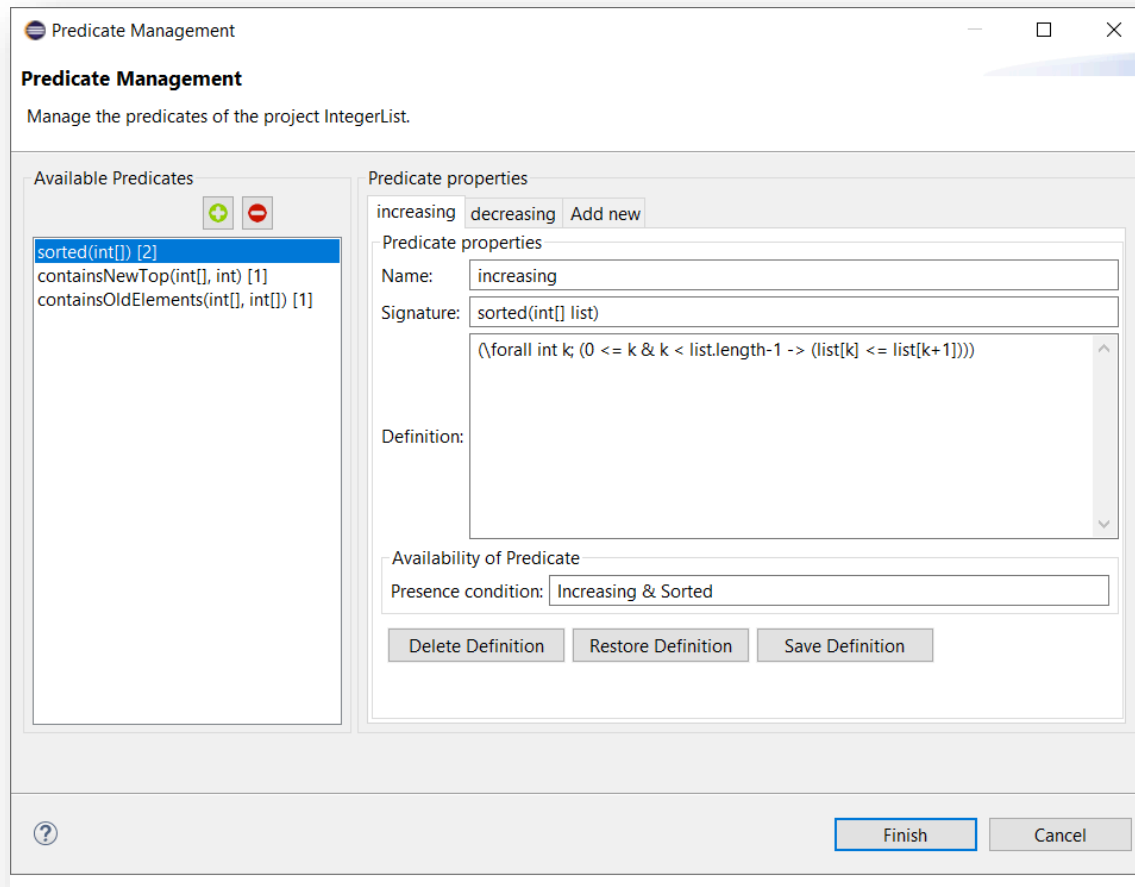 Predicate Management
Predicate Management
Manage the predicates of the project IntegerList.
Available Predicates
sorted(int[]) [2]
containsNewTop(int[], int) [1]
containsOldElements(int[], int[]) [1]
Predicate properties
increasing decreasing Add new
Predicate properties
Name: increasing
Signature: sorted(int[] list)
Definition: (\forall int k; (0 <= k & k < list.length-1 -> (list[k] <= list[k+1])))
Availability of Predicate
Presence condition: Increasing & Sorted
Delete Definition Restore Definition Save Definition
? Finish Cancel